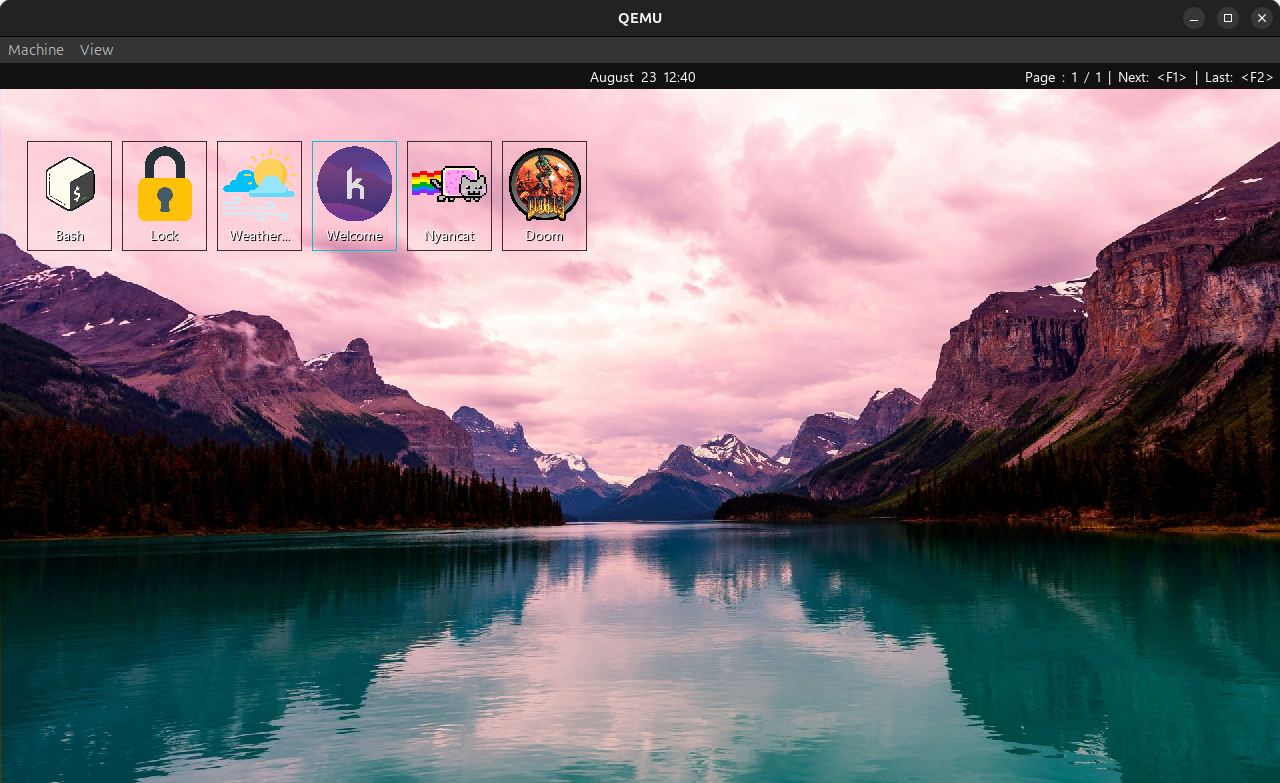 QEMU
Machine View
August 23 12:40 Page : 1 / 1 | Next: <F1> | Last: <F2>
$
h
DOOM
Bash Lock Weather... Welcome Nyancat Doom